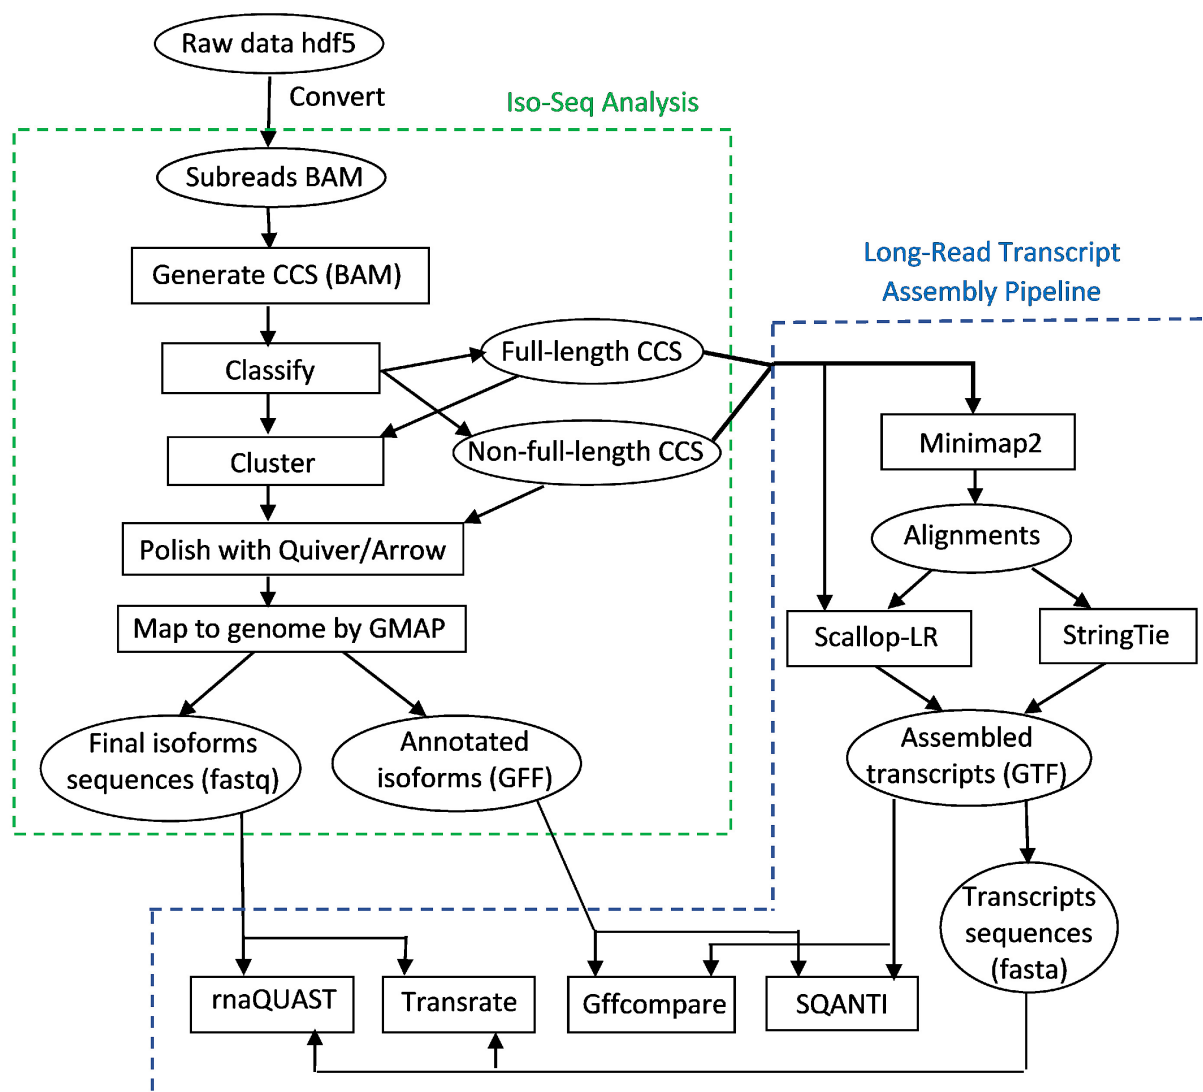 Raw data hdf5
Convert
Iso-Seq Analysis
Subreads BAM
Generate CCS (BAM)
Long-Read Transcript
Assembly Pipeline
Classify
Full-length CCS
Cluster
Non-full-length CCS
Minimap2
Polish with Quiver/Arrow
Alignments
Map to genome by GMAP
Scallop-LR
StringTie
Final isoforms
sequences (fastq)
Annotated
isoforms (GFF)
Assembled
transcripts (GTF)
Transcripts
sequences
(fasta)
rnaQUAST
Transrate
Gffcompare
SQANTI